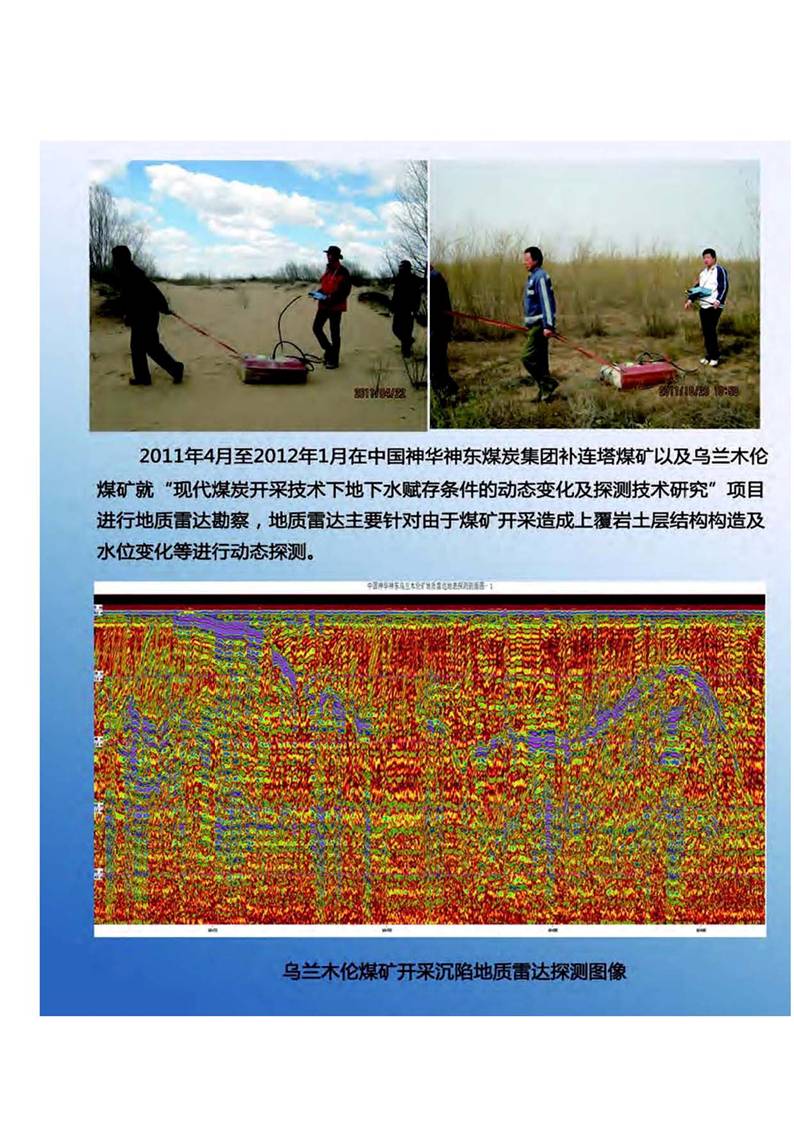 2011/04/22
2011年4月至2012年1月在中国神华神东煤炭集团补连塔煤矿以及乌兰木伦
煤矿就“现代煤炭开采技术下地下水赋存条件的动态变化及探测技术研究”项目
进行地质雷达勘察，地质雷达主要针对由于煤矿开采造成上覆岩土层结构构造及
水位变化等进行动态探测。
中国神华神东乌兰木伦矿地质雷达地表探测剖面图-1
乌兰木伦煤矿开采沉陷地质雷达探测图像